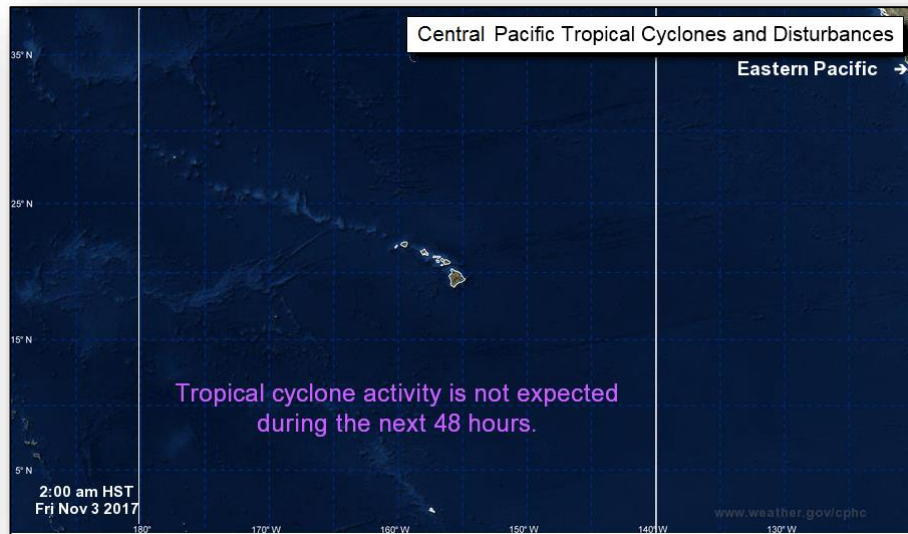 Central Pacific Tropical Cyclones and Disturbances
35° N
Eastern Pacific →
25° N
15° N
Tropical cyclone activity is not expected
during the next 48 hours.
5° N
2:00 am HST
Fri Nov 3 2017
www.weather.gov/cphc
180°
170° W
160° W
150° W
140° W
130° W